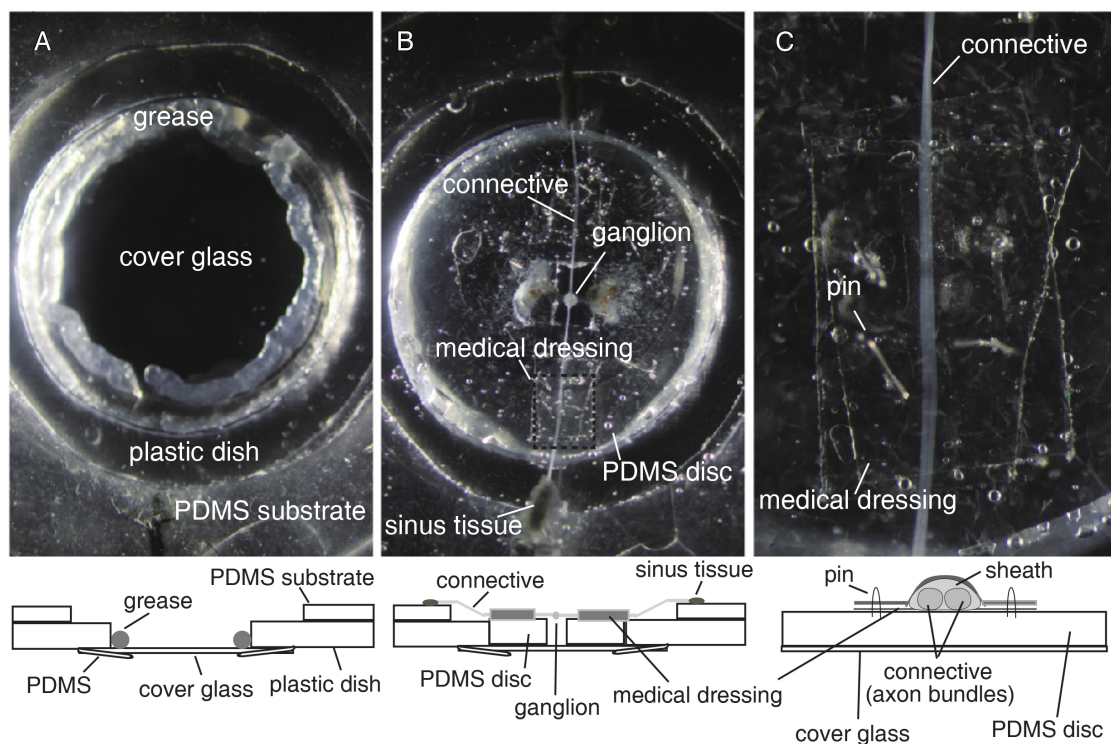 A
grease
cover glass
plastic dish
PDMS substrate
B
connective
ganglion
medical dressing
PDMS disc
sinus tissue
C
connective
pin
medical dressing
PDMS substrate
grease
PDMS
cover glass
plastic dish
connective
sinus tissue
PDMS disc
ganglion
medical dressing
pin
sheath
connective
(axon bundles)
cover glass
PDMS disc